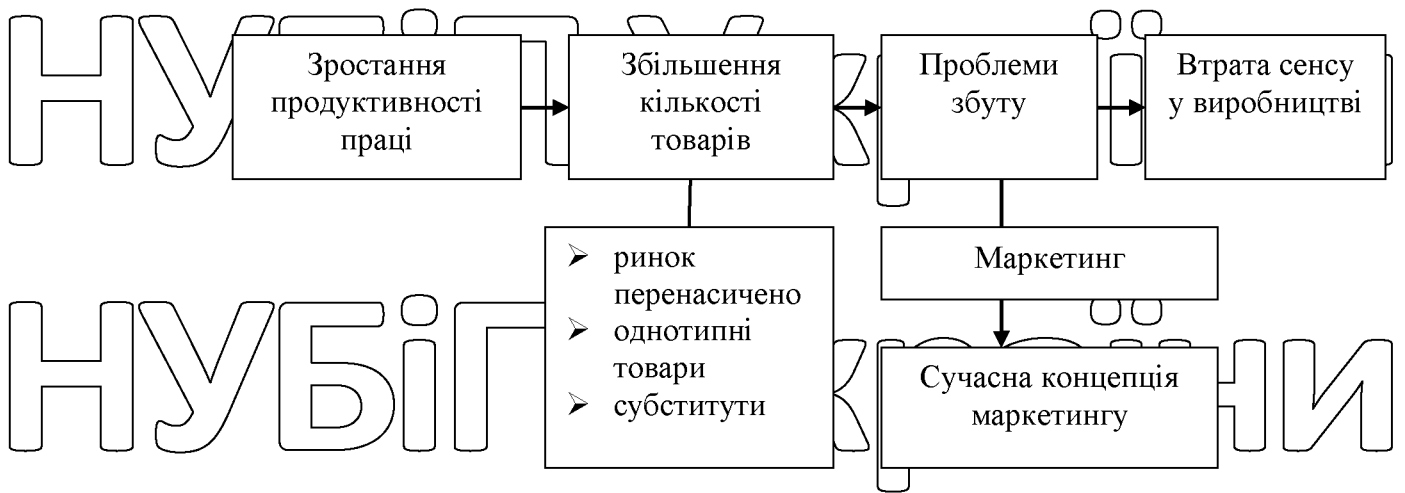 Зростання
продуктивності
праці
Збільшення
кількості
товарів
Проблеми
збуту
Втрата сенсу
у виробництві
ринок
перенасичено
однотипні
товари
субститути
Маркетинг
Сучасна концепція
маркетингу